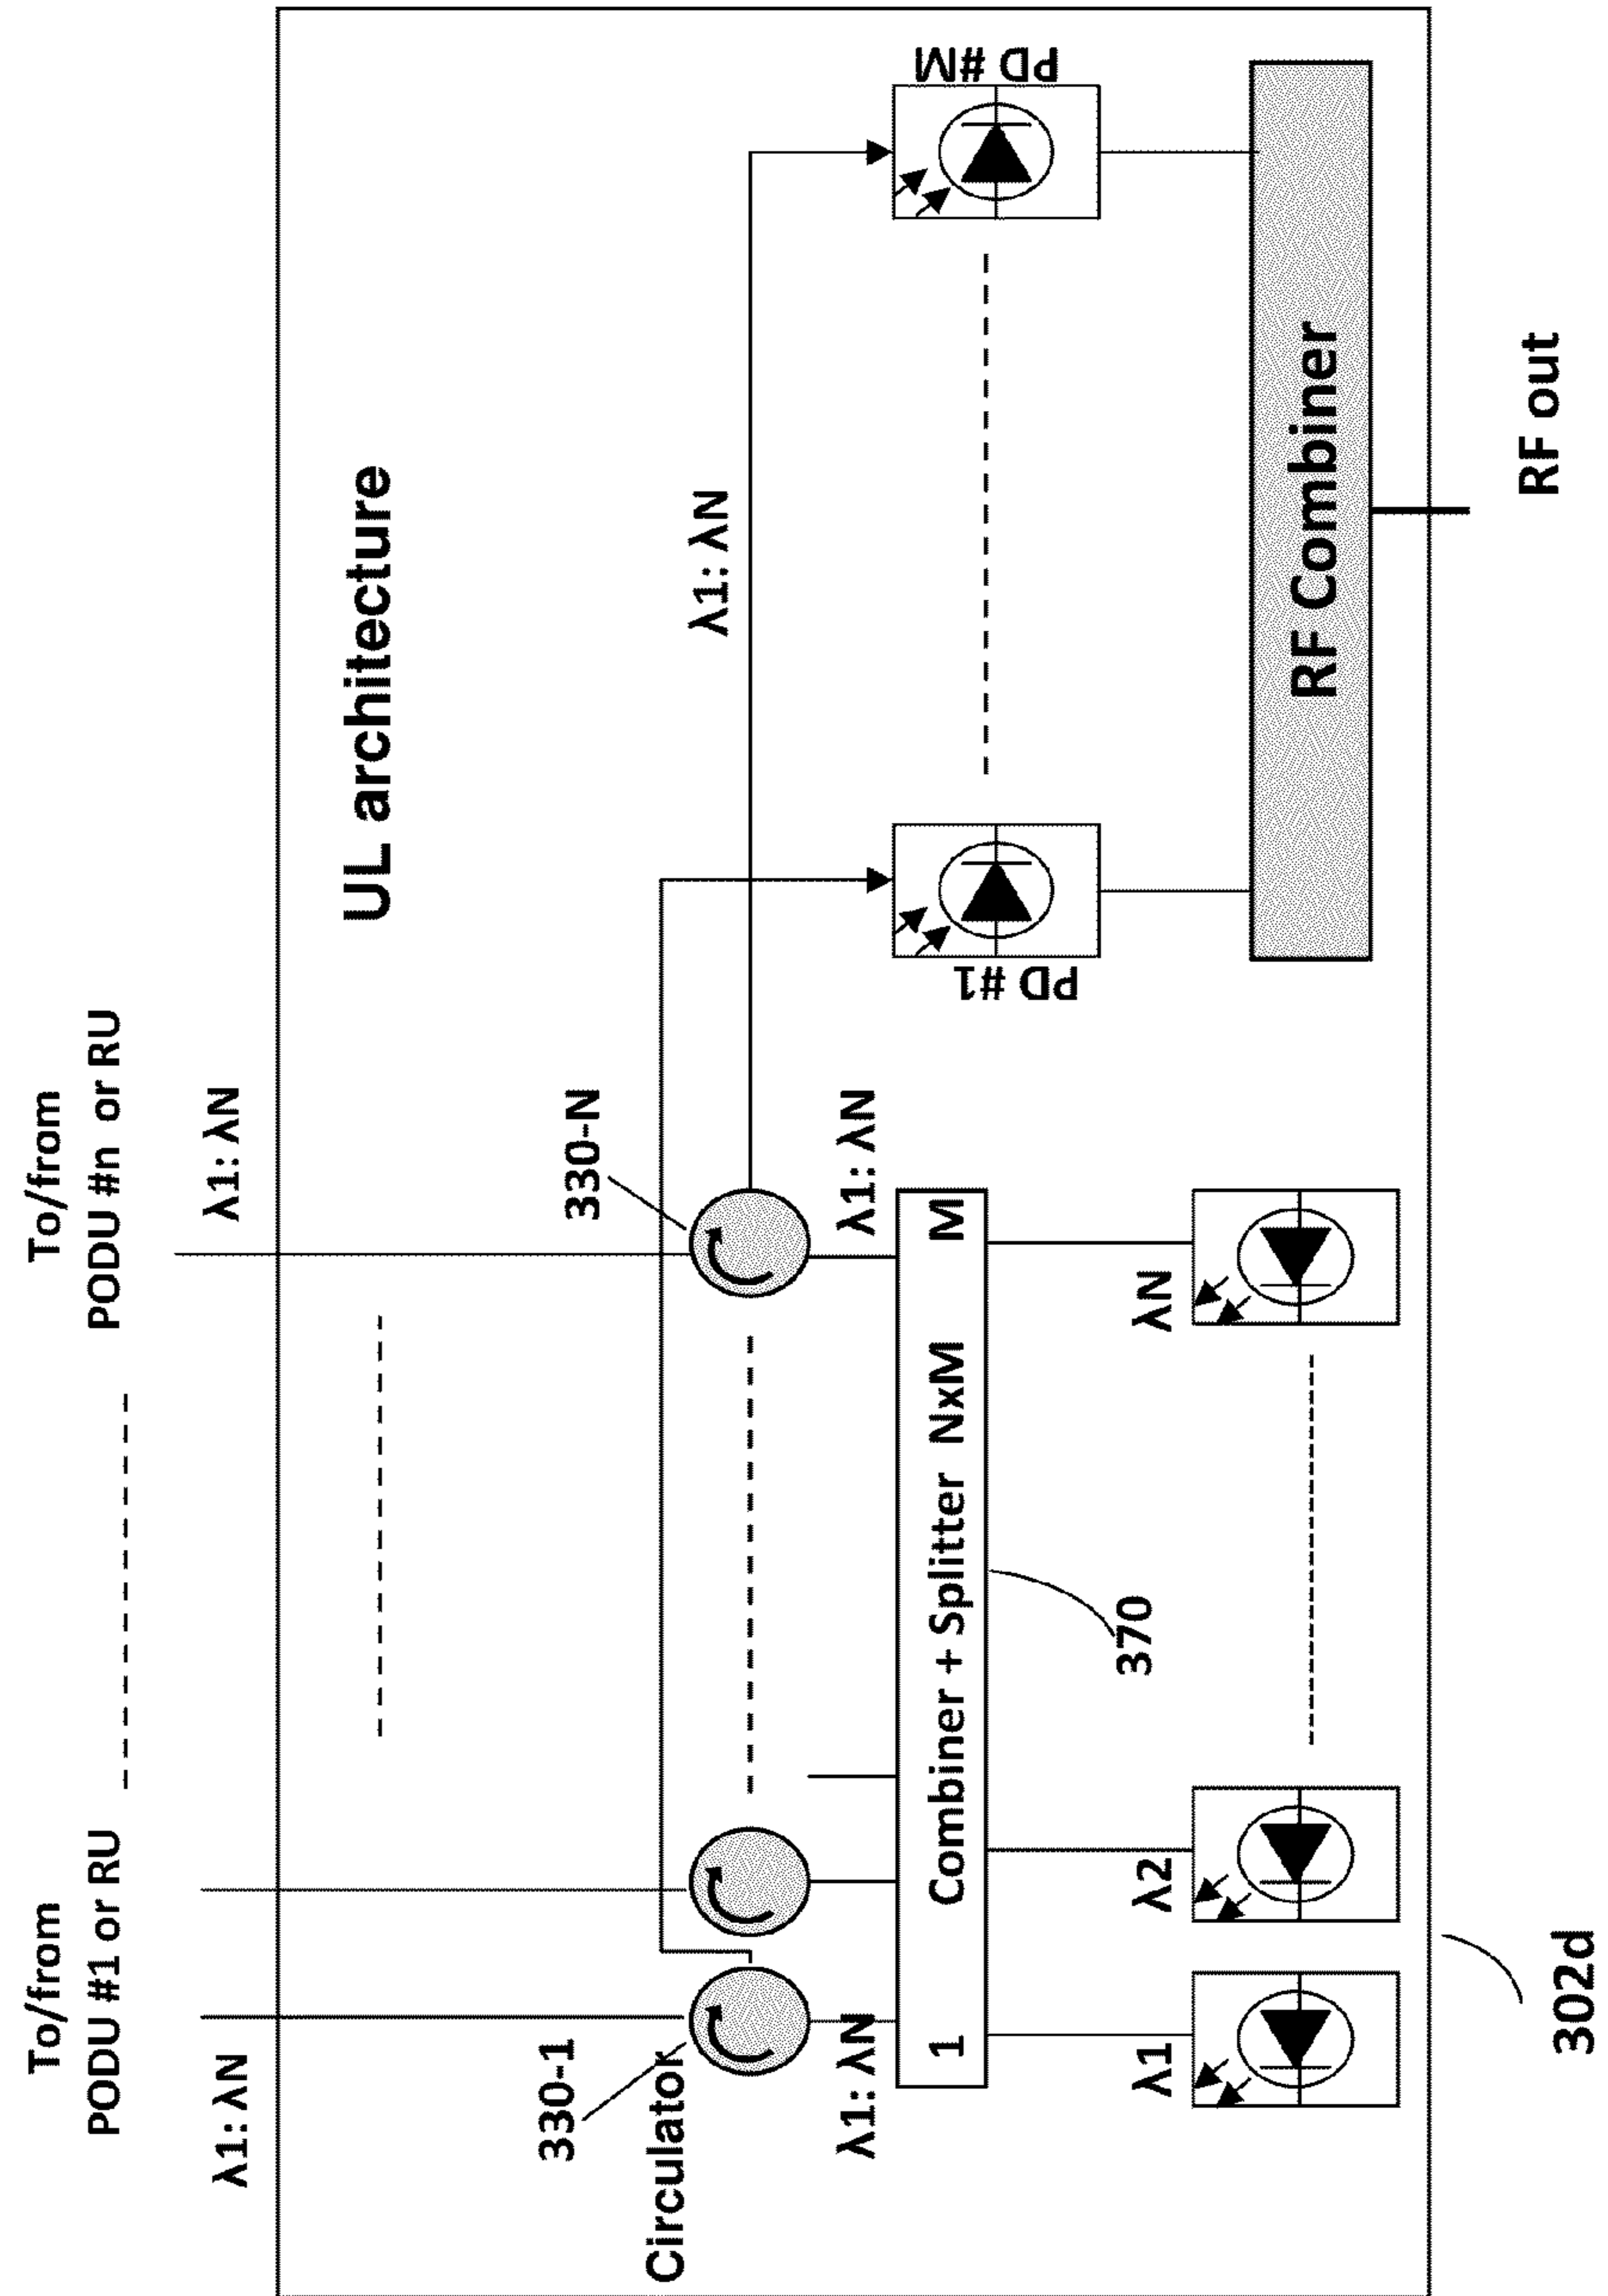 To/from
PODU #1 or RU
To/from
PODU #n or RU
λ1: λN
λ1: λN
UL architecture
330-1
330-N
Circulator
λ1: λN
λ1: λN
λ1: λN
1 Combiner + Splitter NxM M
370
PD #1
PD #M
λ1
λ2
λN
RF Combiner
302d
RF out